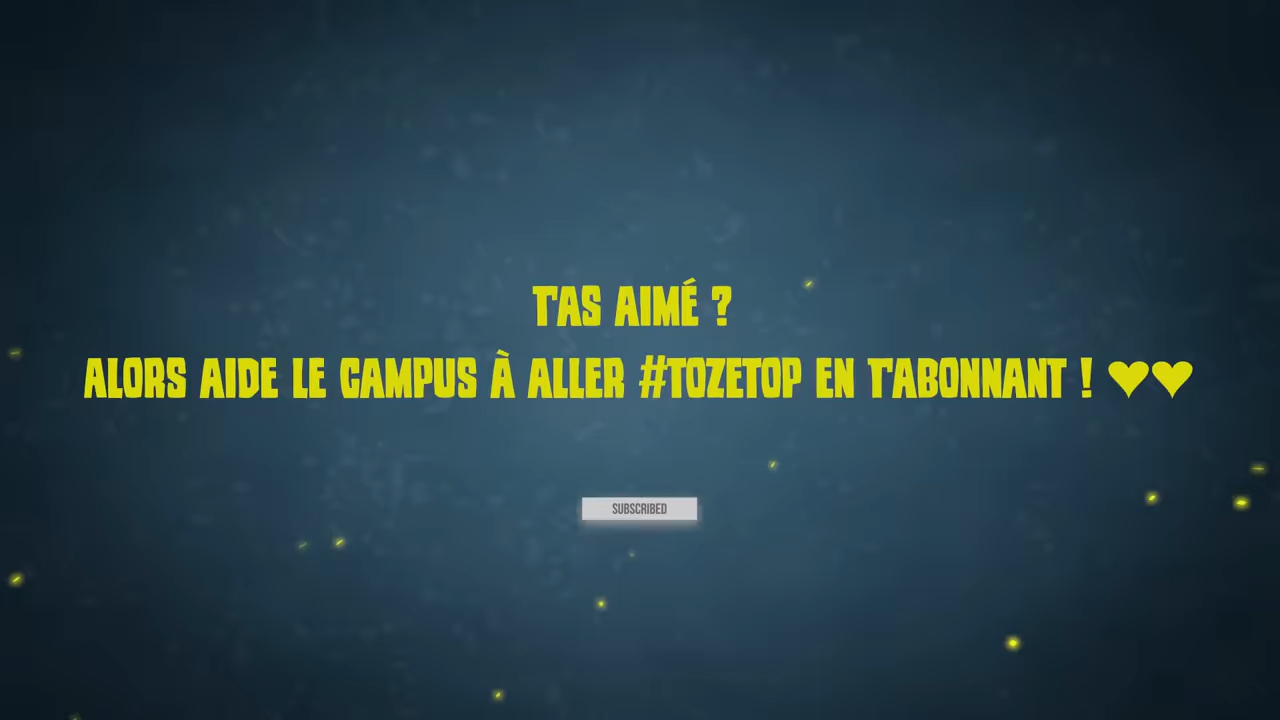 T'AS AIMÉ ?
ALORS AIDE LE CAMPUS À ALLER #TOZETOP EN T'ABONNANT ! ♥♥
SUBSCRIBED